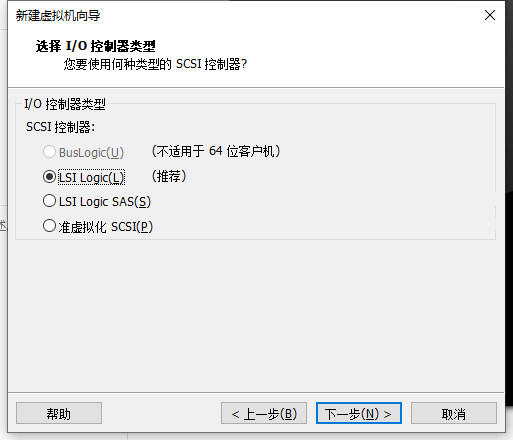 新建虚拟机向导
选择 I/O 控制器类型
您要使用何种类型的 SCSI 控制器?
I/O 控制器类型
SCSI 控制器:
BusLogic(U) (不适用于 64 位客户机)
LSI Logic(L) (推荐)
LSI Logic SAS(S)
准虚拟化 SCSI(P)
帮助 < 上一步(B) 下一步(N) > 取消